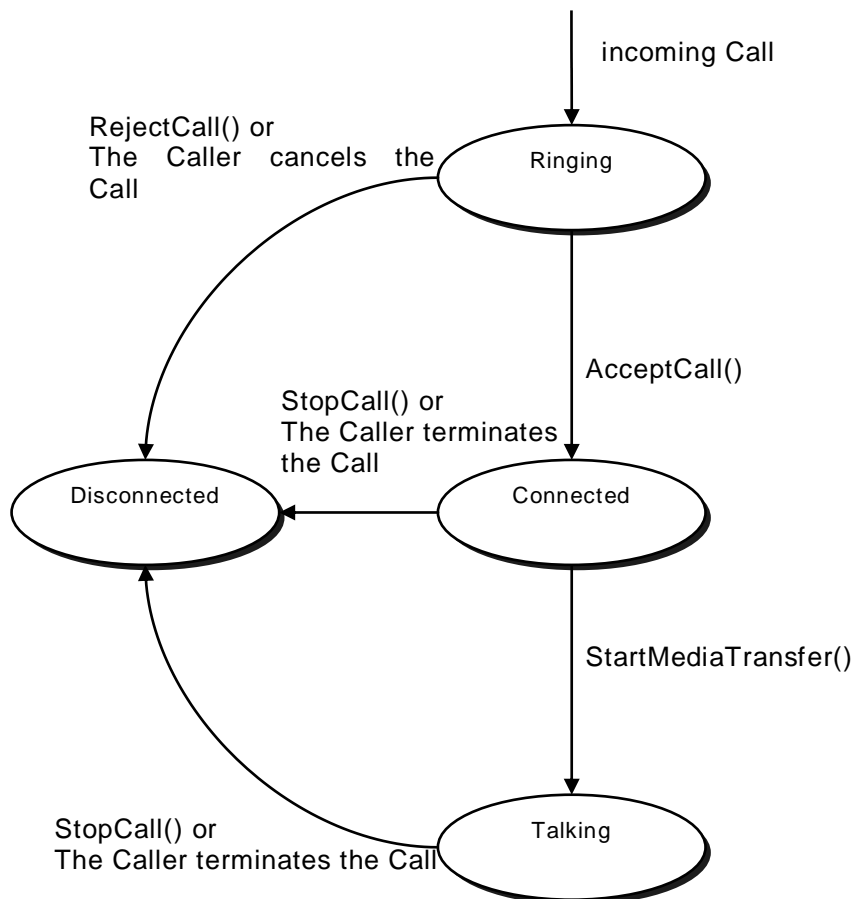 incoming Call
RejectCall() or
The Caller cancels the
Call
Ringing
AcceptCall()
StopCall() or
The Caller terminates
the Call
Disconnected
Connected
StartMediaTransfer()
Talking
StopCall() or
The Caller terminates the Call